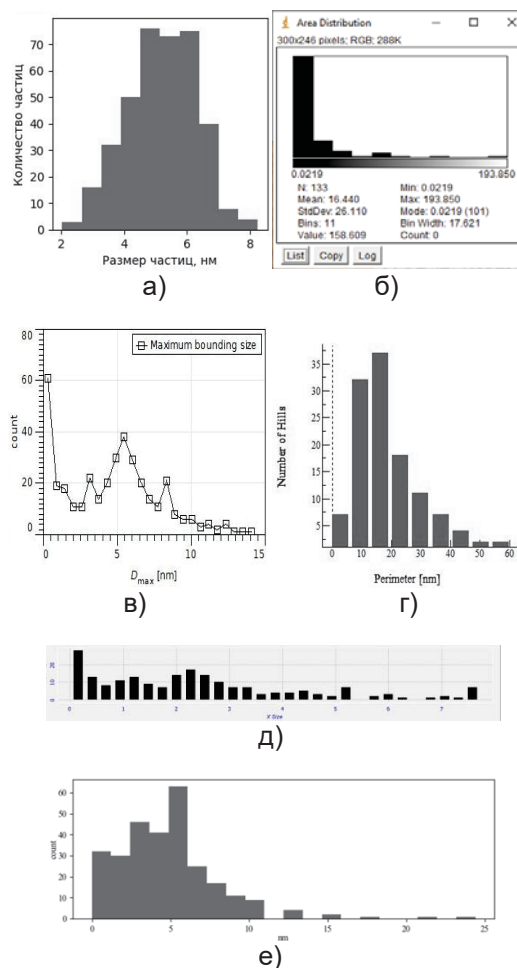 Количество частиц
70
60
50
40
30
20
10
0
2 4 6 8
Размер частиц, нм
а)
Area Distribution
300x246 pixels; RGB; 288K
0.0219 193.850
N: 133 Min: 0.0219
Mean: 16.440 Max: 193.850
StdDev: 26.110 Mode: 0.0219 (101)
Bins: 11 Bin Width: 17.621
Value: 158.609 Count: 0
List Copy Log
б)
80
60
40
20
0
count
Maximum bounding size
0 5 10 15
Dmax [nm]
в)
Number of Hills
35
30
25
20
15
10
5
0 10 20 30 40 50 60
Perimeter [nm]
г)
20
10
0
0 1 2 3 4 5 6 7
X Size
д)
60
50
40
30
20
10
0
count
0 5 10 15 20 25
nm
е)